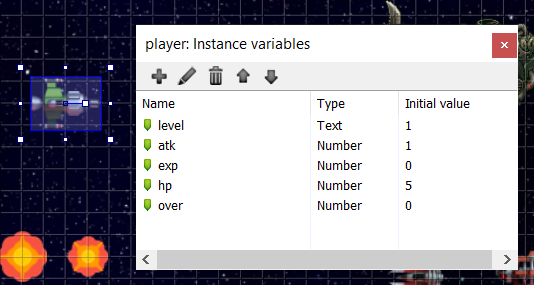 player: Instance variables
Name Type Initial value
level Text 1
atk Number 1
exp Number 0
hp Number 5
over Number 0